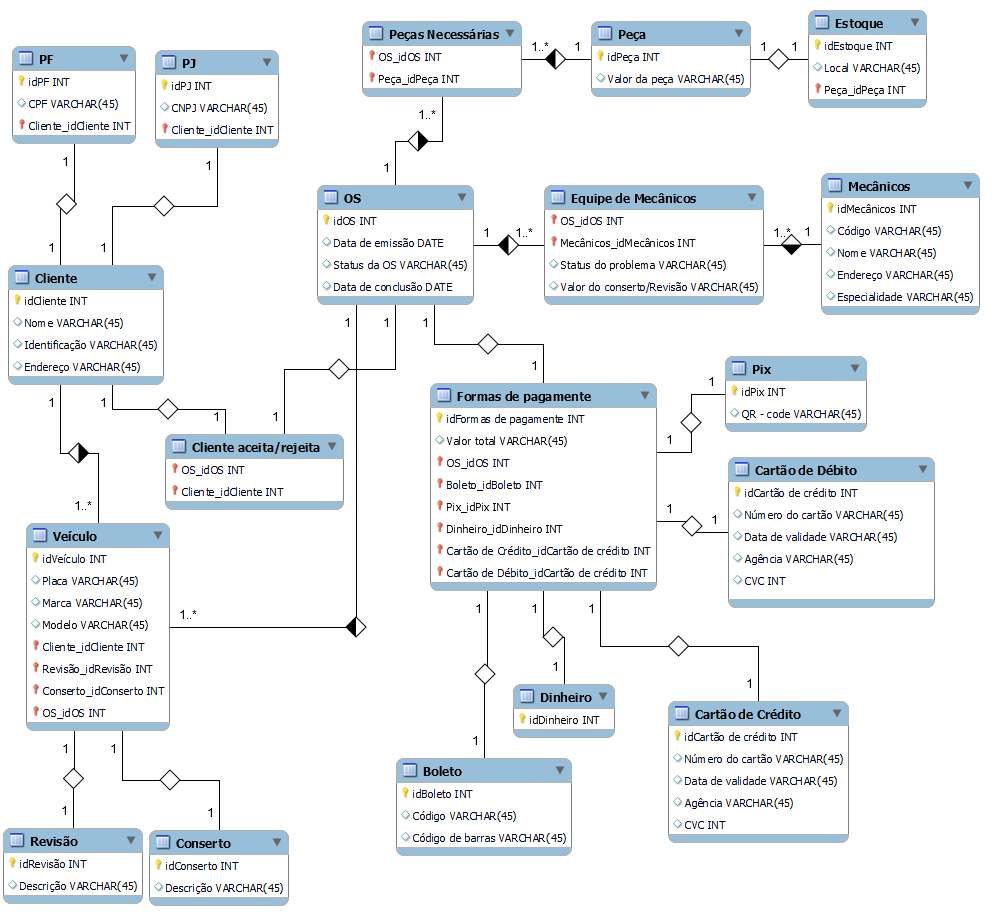 Peças Necessárias
OS_idOS INT
Peça_idPeça INT
1..*
1
Peça
idPeça INT
Valor da peça VARCHAR(45)
1
1
Estoque
idEstoque INT
Local VARCHAR(45)
Peça_idPeça INT
PF
idPF INT
CPF VARCHAR(45)
Cliente_idCliente INT
1
1
PJ
idPJ INT
CNPJ VARCHAR(45)
Cliente_idCliente INT
1
1
1..*
1
OS
idOS INT
Data de emissão DATE
Status da OS VARCHAR(45)
Data de conclusão DATE
1
1..*
Equipe de Mecânicos
OS_idOS INT
Mecânicos_idMecânicos INT
Status do problema VARCHAR(45)
Valor do conserto/Revisão VARCHAR(45)
1..*
1
Mecânicos
idMecânicos INT
Código VARCHAR(45)
Nome VARCHAR(45)
Endereço VARCHAR(45)
Especialidade VARCHAR(45)
Cliente
idCliente INT
Nome VARCHAR(45)
Identificação VARCHAR(45)
Endereço VARCHAR(45)
1
1
1
1
1
1
1
1
Cliente aceita/rejeita
OS_idOS INT
Cliente_idCliente INT
Formas de pagamente
idFormas de pagamente INT
Valor total VARCHAR(45)
OS_idOS INT
Boleto_idBoleto INT
Pix_idPix INT
Dinheiro_idDinheiro INT
Cartão de Crédito_idCartão de crédito INT
Cartão de Débito_idCartão de crédito INT
1
1
Pix
idPix INT
QR - code VARCHAR(45)
1
1
Cartão de Débito
idCartão de crédito INT
Número do cartão VARCHAR(45)
Data de validade VARCHAR(45)
Agência VARCHAR(45)
CVC INT
1..*
Veículo
idVeículo INT
Placa VARCHAR(45)
Marca VARCHAR(45)
Modelo VARCHAR(45)
Cliente_idCliente INT
Revisão_idRevisão INT
Conserto_idConserto INT
OS_idOS INT
1..*
1
1
1
1
1
1
Dinheiro
idDinheiro INT
1
Cartão de Crédito
idCartão de crédito INT
Número do cartão VARCHAR(45)
Data de validade VARCHAR(45)
Agência VARCHAR(45)
CVC INT
1
Boleto
idBoleto INT
Código VARCHAR(45)
Código de barras VARCHAR(45)
1
1
Revisão
idRevisão INT
Descrição VARCHAR(45)
Conserto
idConserto INT
Descrição VARCHAR(45)